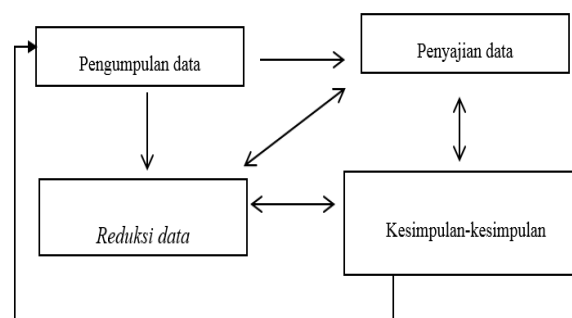 Pengumpulan data
Penyajian data
Reduksi data
Kesimpulan-kesimpulan